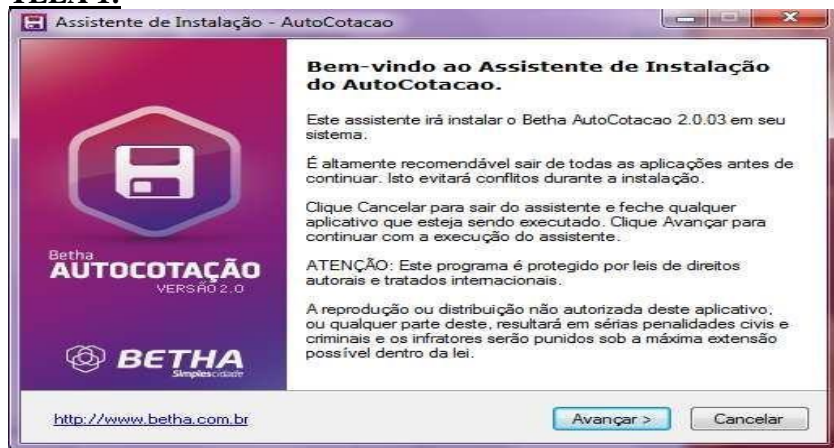 TELA 1:
Assistente de Instalação - AutoCotacao
Bem-vindo ao Assistente de Instalação
do AutoCotacao.
Este assistente irá instalar o Betha AutoCotacao 2.0.03 em seu
sistema.
É altamente recomendável sair de todas as aplicações antes de
continuar. Isto evitará conflitos durante a instalação.
Clique Cancelar para sair do assistente e feche qualquer
aplicativo que esteja sendo executado. Clique Avançar para
continuar com a execução do assistente.
ATENÇÃO: Este programa é protegido por leis de direitos
autorais e tratados internacionais.
A reprodução ou distribuição não autorizada deste aplicativo,
ou qualquer parte deste, resultará em sérias penalidades civis e
criminais e os infratores serão punidos sob a máxima extensão
possível dentro da lei.
Betha
AUTOCOTAÇÃO
VERSÃO 2.0
BETHA
Simplescidade
http://www.betha.com.br
Avançar >
Cancelar